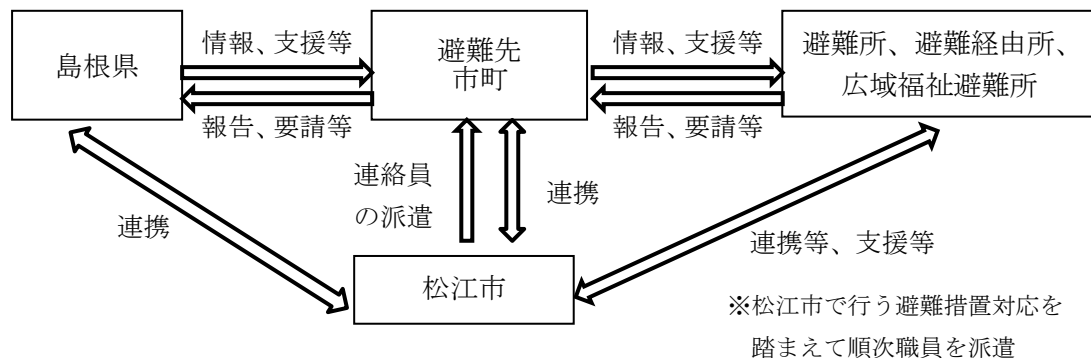 島根県
情報、支援等
報告、要請等
避難先
市町
情報、支援等
報告、要請等
避難所、避難経由所、
広域福祉避難所
連携
連絡員
の派遣
連携
連携等、支援等
松江市
※松江市で行う避難措置対応を
踏まえて順次職員を派遣